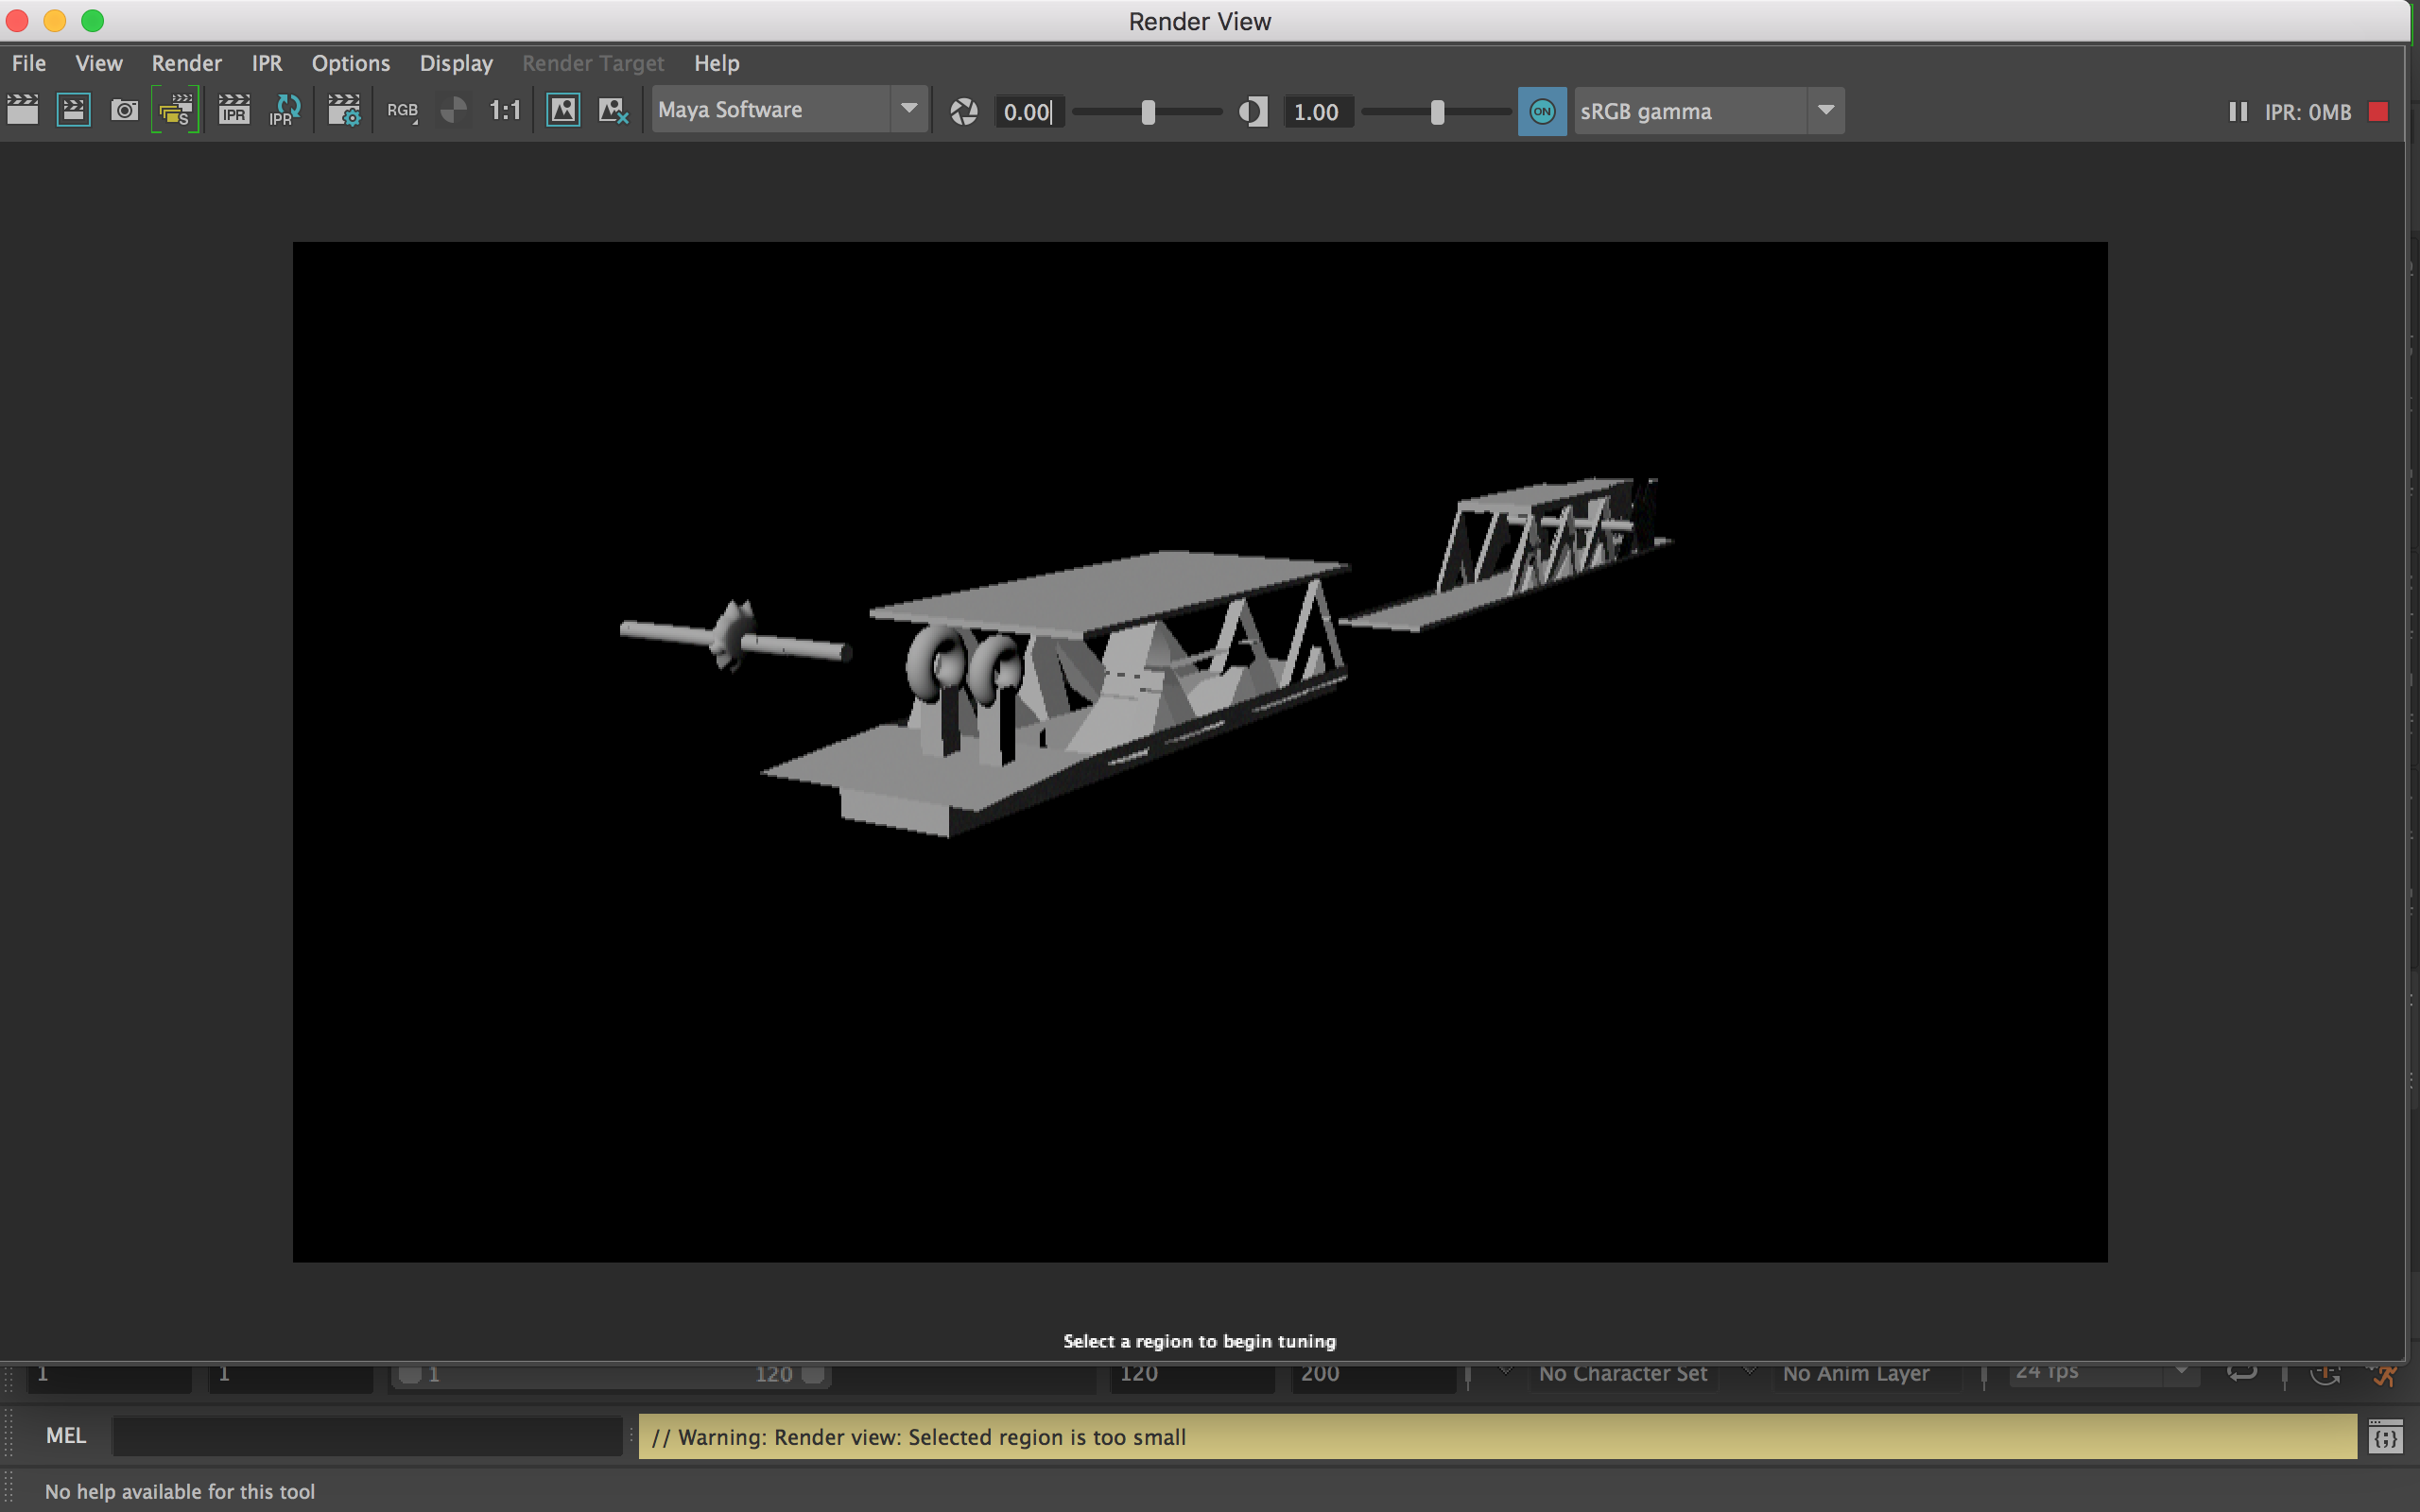 Render View
File View Render IPR Options Display Render Target Help
S IPR IPR RGB 1:1 Maya Software 0.00 1.00 ON sRGB gamma IPR: 0MB
Select a region to begin tuning
1 1 1 120 120 200 No Character Set No Anim Layer 24 fps
MEL // Warning: Render view: Selected region is too small {;}
No help available for this tool